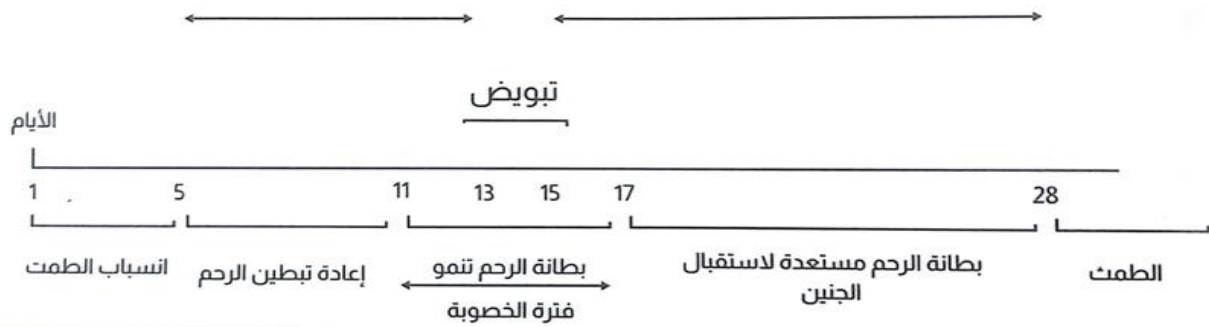 تبويض
الأيام
1 5 11 13 15 17 28
انسباب الطمت
إعادة تبطين الرحم
بطانة الرحم تنمو
فترة الخصوبة
بطانة الرحم مستعدة لاستقبال
الجنين
الطمث